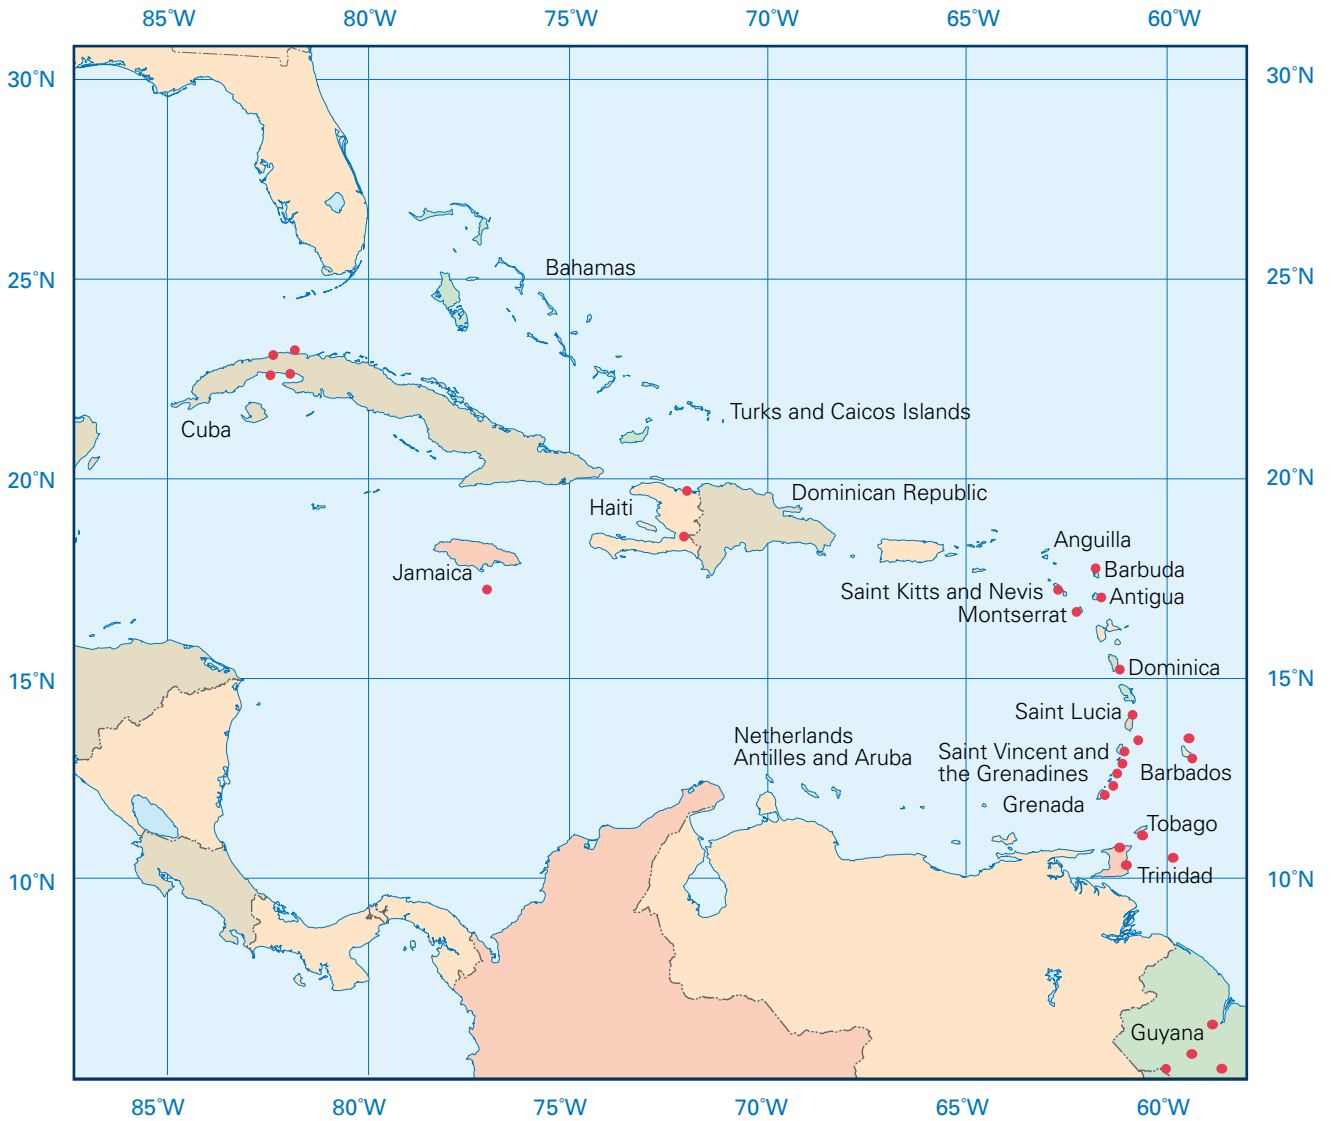 85°W 80°W 75°W 70°W 65°W 60°W
30°N 30°N
Bahamas
25°N 25°N
Turks and Caicos Islands
Cuba
20°N 20°N
Dominican Republic
Haiti
Anguilla
Jamaica
Barbuda
Saint Kitts and Nevis
Antigua
Montserrat
Dominica
15°N 15°N
Saint Lucia
Netherlands
Antilles and Aruba
Saint Vincent and
the Grenadines
Barbados
Grenada
Tobago
Trinidad
10°N 10°N
Guyana
85°W 80°W 75°W 70°W 65°W 60°W